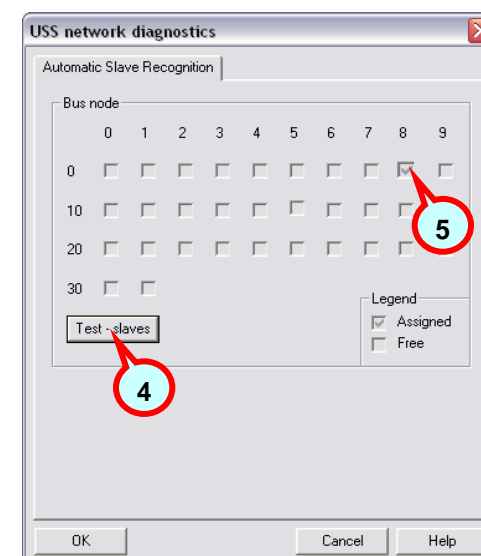 USS network diagnostics
Automatic Slave Recognition
Bus node
0 1 2 3 4 5 6 7 8 9
0
10
5
20
30
Legend
Test - slaves
Assigned
Free
4
OK Cancel Help